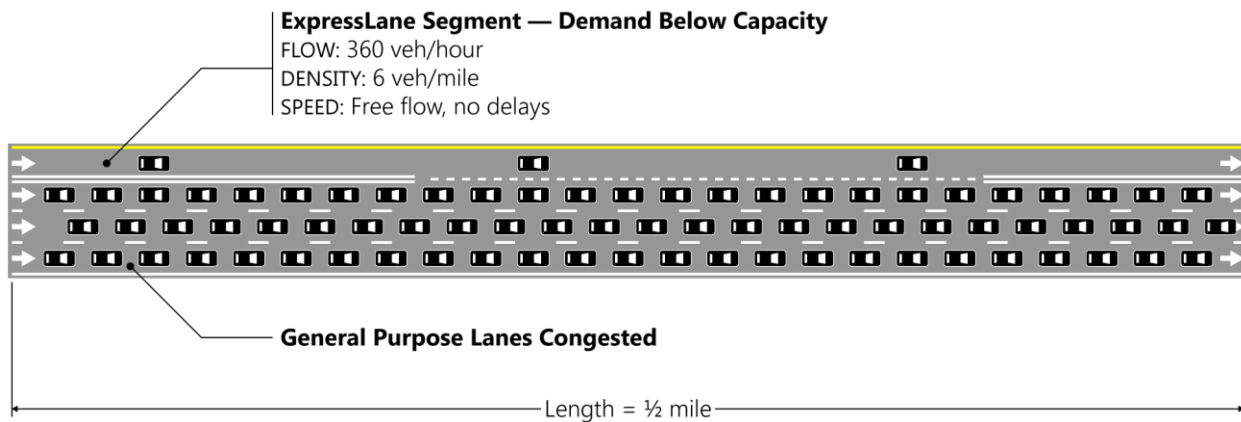 ExpressLane Segment — Demand Below Capacity
FLOW: 360 veh/hour
DENSITY: 6 veh/mile
SPEED: Free flow, no delays
General Purpose Lanes Congested
Length = ½ mile